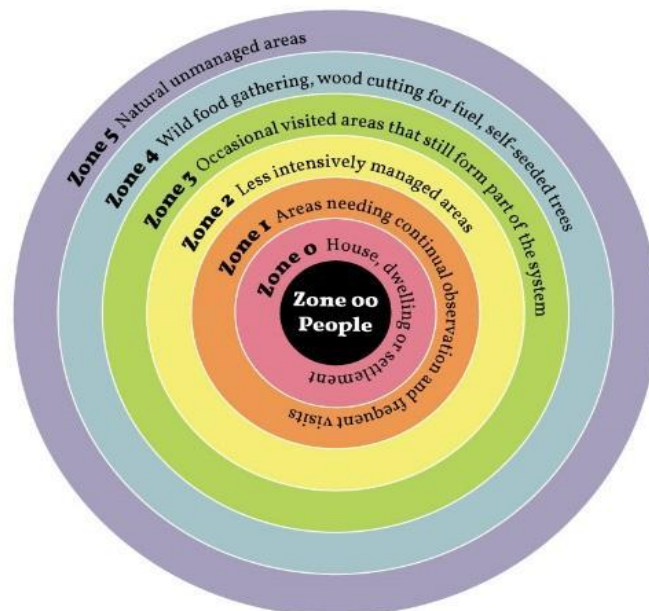 Zone 5 Natural unmanaged areas
Zone 4 Wild food gathering, wood cutting for fuel, self-seeded trees
Zone 3 Occasional visited areas that still form part of the system
Zone 2 Less intensively managed areas
Zone 1 Areas needing continual observation and frequent visits
Zone 0 House, dwelling or settlement
Zone 00
People